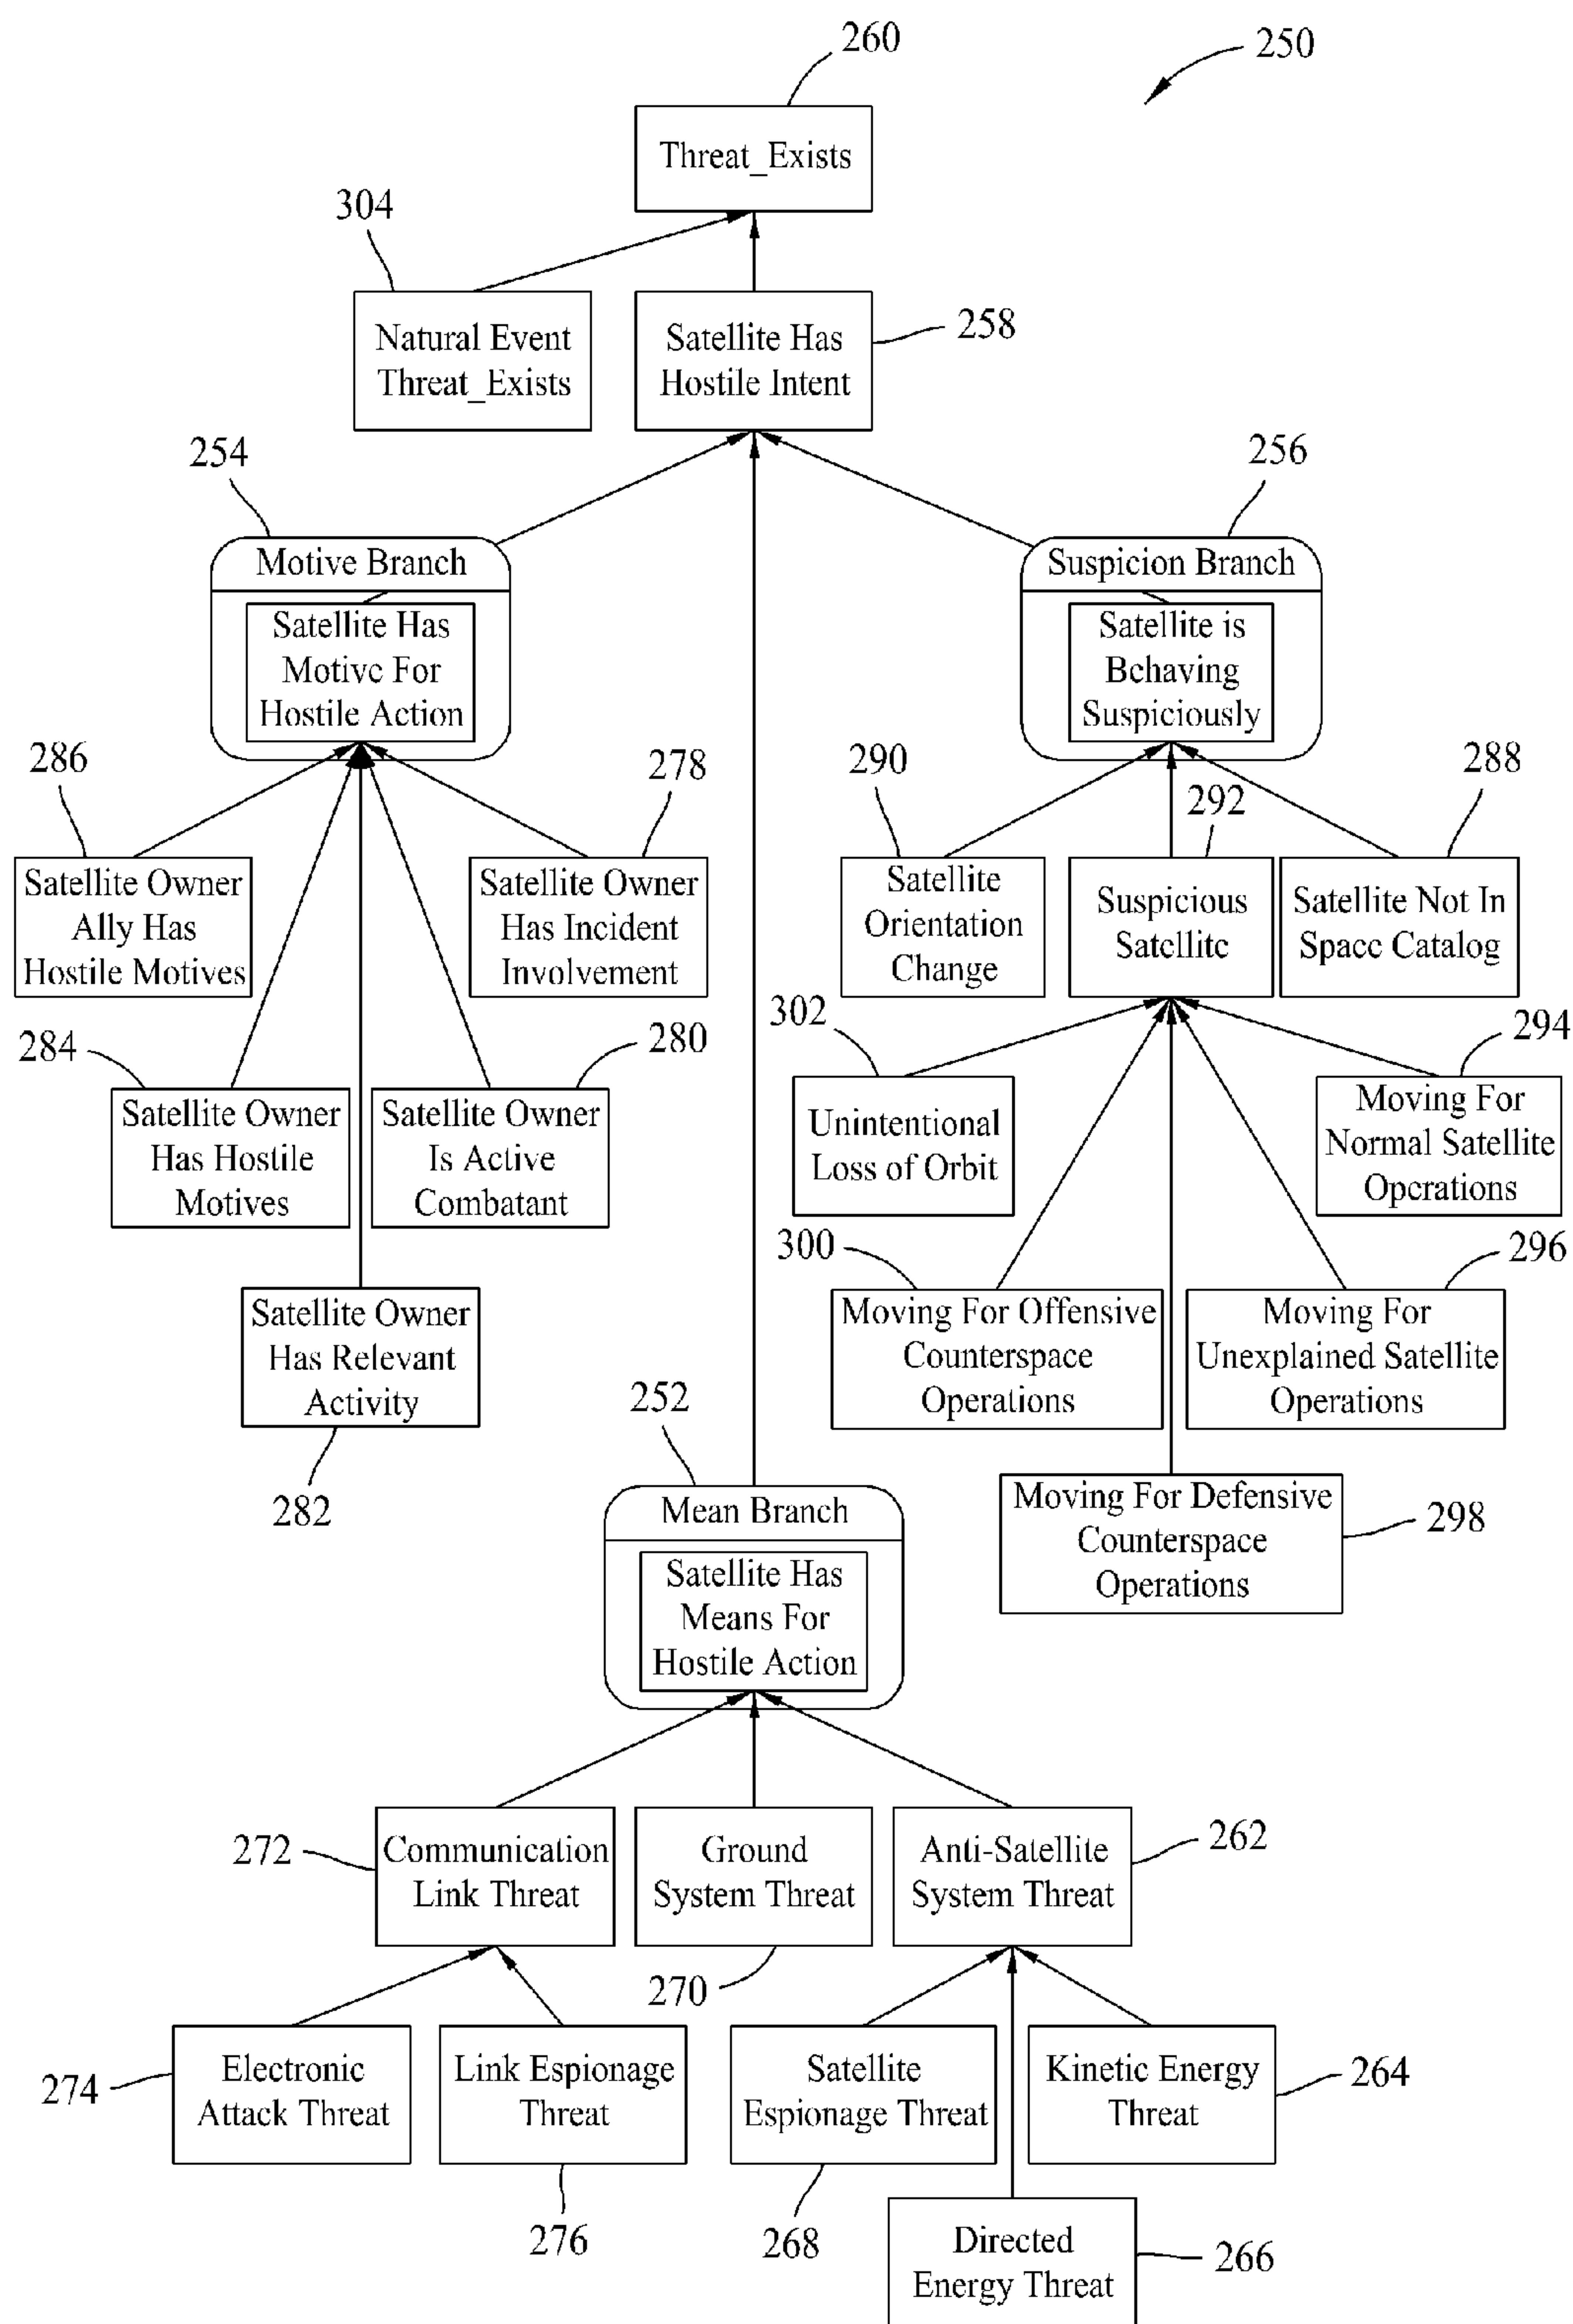 260
250
Threat_Exists
304
Natural Event
Threat_Exists
Satellite Has
Hostile Intent
258
254
256
Motive Branch
Satellite Has
Motive For
Hostile Action
Suspicion Branch
Satellite is
Behaving
Suspiciously
286
278
290
292
288
Satellite Owner
Ally Has
Hostile Motives
Satellite Owner
Has Incident
Involvement
Satellite
Orientation
Change
Suspicious
Satellite
Satellite Not In
Space Catalog
284
280
302
294
Satellite Owner
Has Hostile
Motives
Satellite Owner
Is Active
Combatant
Unintentional
Loss of Orbit
Moving For
Normal Satellite
Operations
300
296
Satellite Owner
Has Relevant
Activity
282
Moving For Offensive
Counterspace
Operations
Moving For
Unexplained Satellite
Operations
252
Mean Branch
Satellite Has
Means For
Hostile Action
Moving For Defensive
Counterspace
Operations
298
272
Communication
Link Threat
Ground
System Threat
270
Anti-Satellite
System Threat
262
274
Electronic
Attack Threat
Link Espionage
Threat
276
Satellite
Espionage Threat
268
Kinetic Energy
Threat
264
Directed
Energy Threat
266